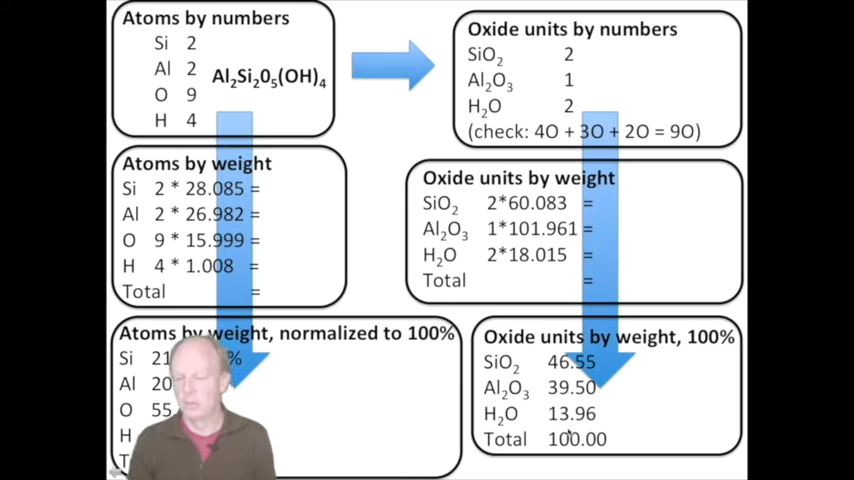 Atoms by numbers
Si 2
Al 2
O 9
H 4
Al₂Si₂0₅(OH)₄
Oxide units by numbers
SiO₂ 2
Al₂O₃ 1
H₂O 2
(check: 4O + 3O + 2O = 9O)
Atoms by weight
Si 2 * 28.085 =
Al 2 * 26.982 =
O 9 * 15.999 =
H 4 * 1.008 =
Total =
Oxide units by weight
SiO₂ 2*60.083 =
Al₂O₃ 1*101.961 =
H₂O 2*18.015 =
Total =
Atoms by weight, normalized to 100%
Si 21 %
Al 20
O 55
H
T
Oxide units by weight, 100%
SiO₂ 46.55
Al₂O₃ 39.50
H₂O 13.96
Total 100.00